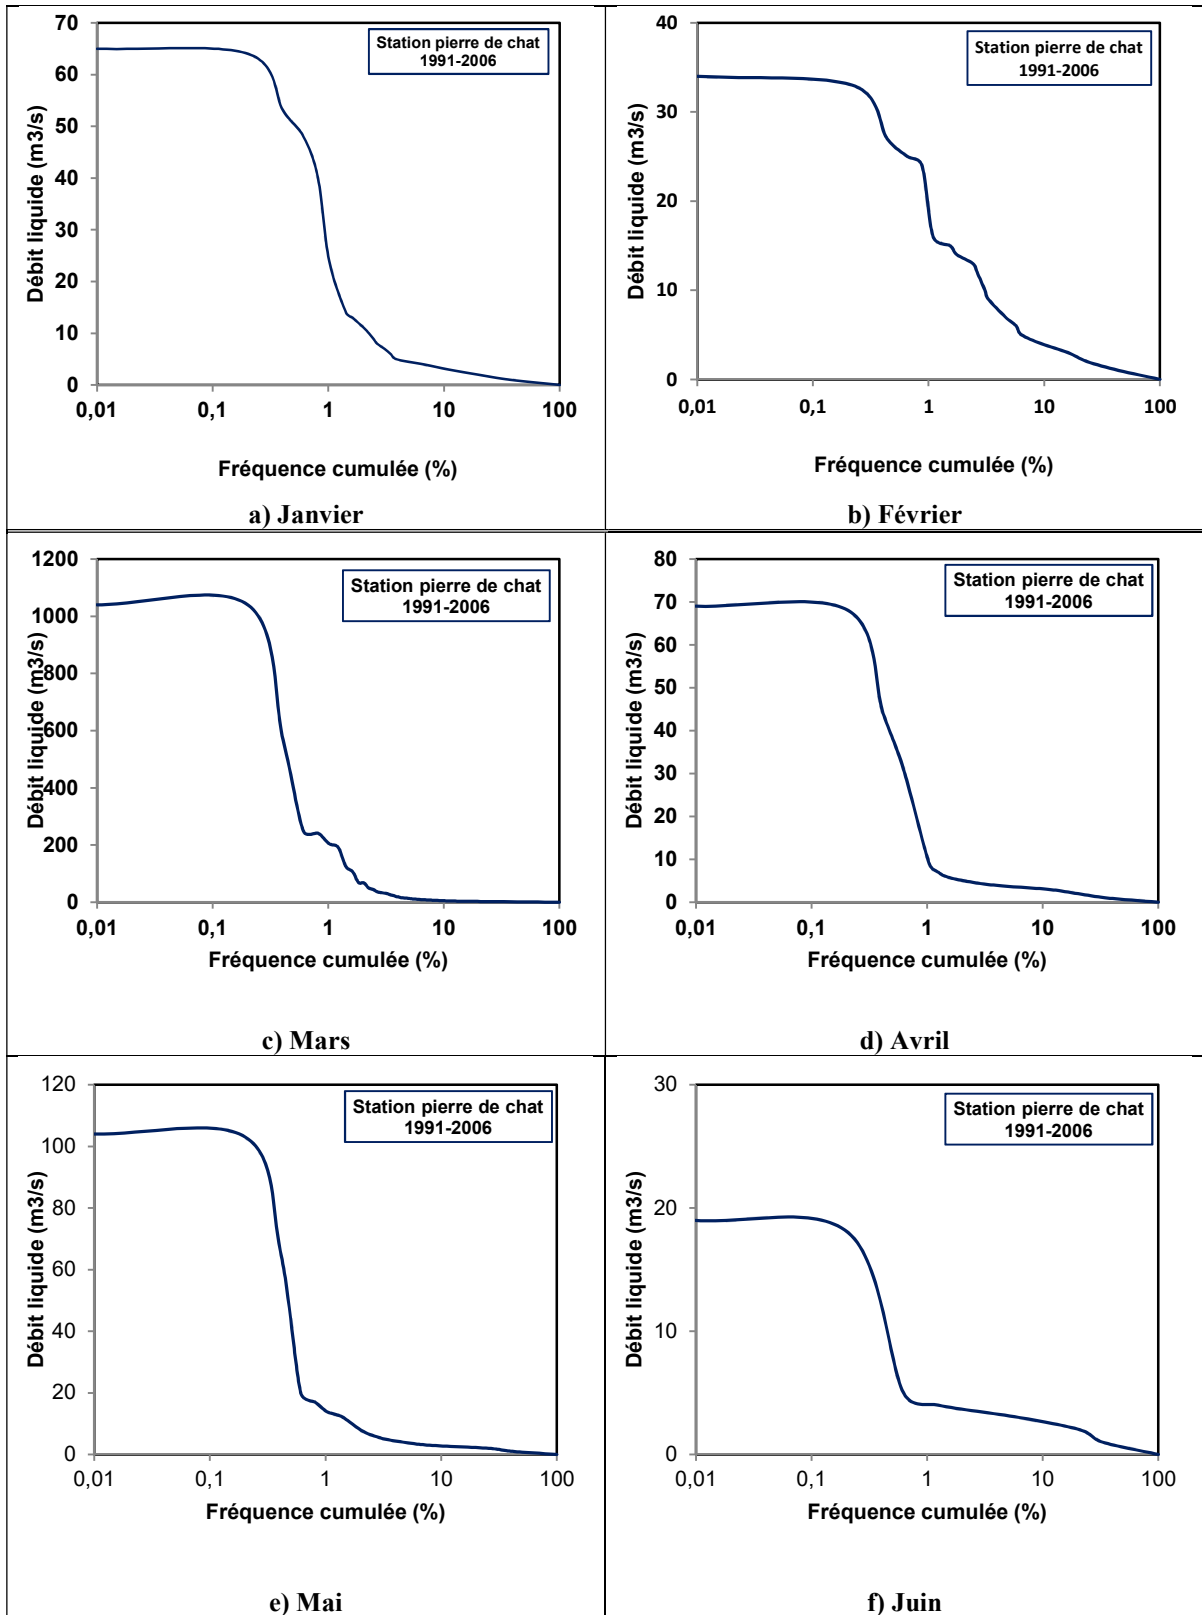 70
60
50
40
30
20
10
0
Débit liquide (m3/s)
Station pierre de chat
1991-2006
0,01 0,1 1 10 100
Fréquence cumulée (%)
a) Janvier
40
30
20
10
0
Débit liquide (m3/s)
Station pierre de chat
1991-2006
0,01 0,1 1 10 100
Fréquence cumulée (%)
b) Février
1200
1000
800
600
400
200
0
Débit liquide (m3/s)
Station pierre de chat
1991-2006
0,01 0,1 1 10 100
Fréquence cumulée (%)
c) Mars
80
70
60
50
40
30
20
10
0
Débit liquide (m3/s)
Station pierre de chat
1991-2006
0,01 0,1 1 10 100
Fréquence cumulée (%)
d) Avril
120
100
80
60
40
20
0
Débit liquide (m3/s)
Station pierre de chat
1991-2006
0,01 0,1 1 10 100
Fréquence cumulée (%)
e) Mai
30
20
10
0
Débit liquide (m3/s)
Station pierre de chat
1991-2006
0,01 0,1 1 10 100
Fréquence cumulée (%)
f) Juin